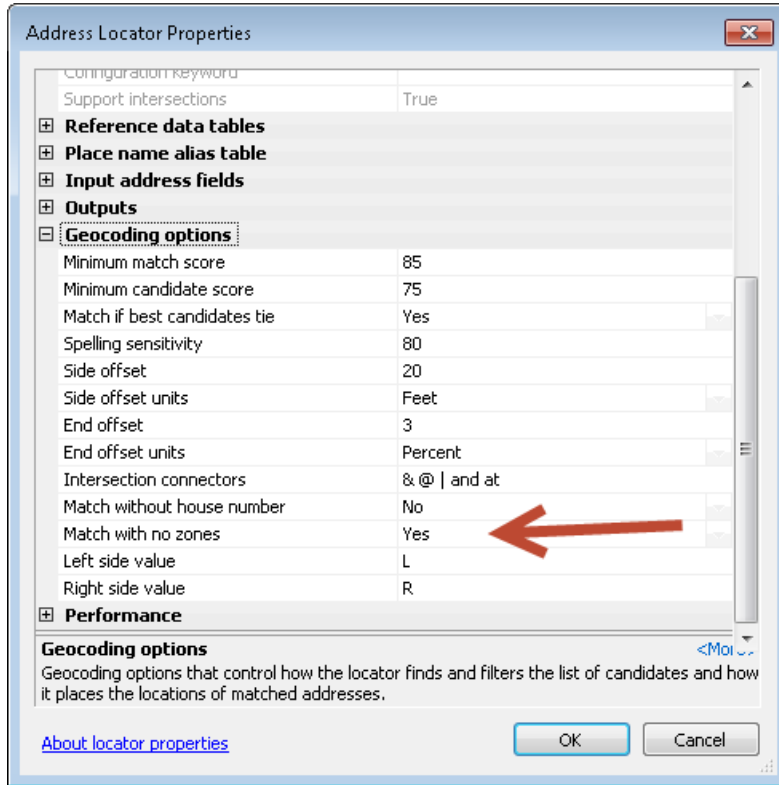 Address Locator Properties
Configuration keyword
Support intersections True
Reference data tables
Place name alias table
Input address fields
Outputs
Geocoding options
Minimum match score 85
Minimum candidate score 75
Match if best candidates tie Yes
Spelling sensitivity 80
Side offset 20
Side offset units Feet
End offset 3
End offset units Percent
Intersection connectors & @ | and at
Match without house number No
Match with no zones Yes
Left side value L
Right side value R
Performance
Geocoding options
Geocoding options that control how the locator finds and filters the list of candidates and how
it places the locations of matched addresses.
About locator properties OK Cancel